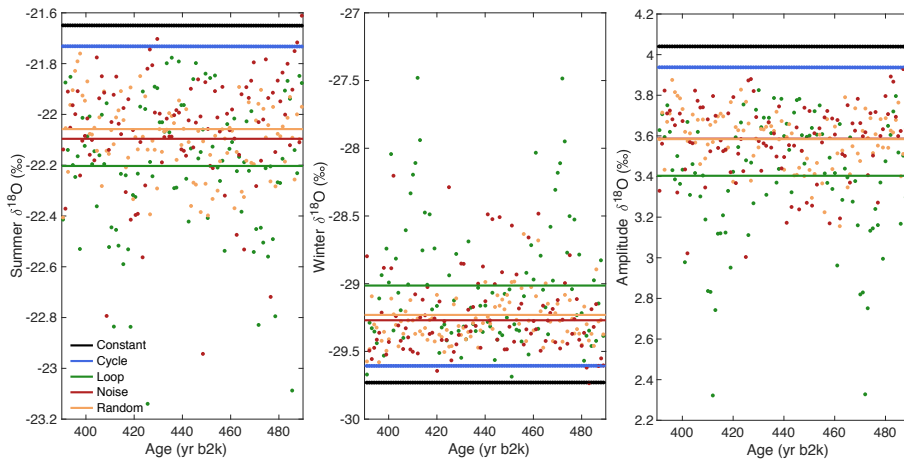 -21.6
-21.8
-22
-22.2
-22.4
-22.6
-22.8
-23
-23.2
Summer δ¹⁸O (‰)
400 420 440 460 480
Age (yr b2k)
Constant
Cycle
Loop
Noise
Random
-27
-27.5
-28
-28.5
-29
-29.5
-30
Winter δ¹⁸O (‰)
400 420 440 460 480
Age (yr b2k)
4.2
4
3.8
3.6
3.4
3.2
3
2.8
2.6
2.4
2.2
Amplitude δ¹⁸O (‰)
400 420 440 460 480
Age (yr b2k)